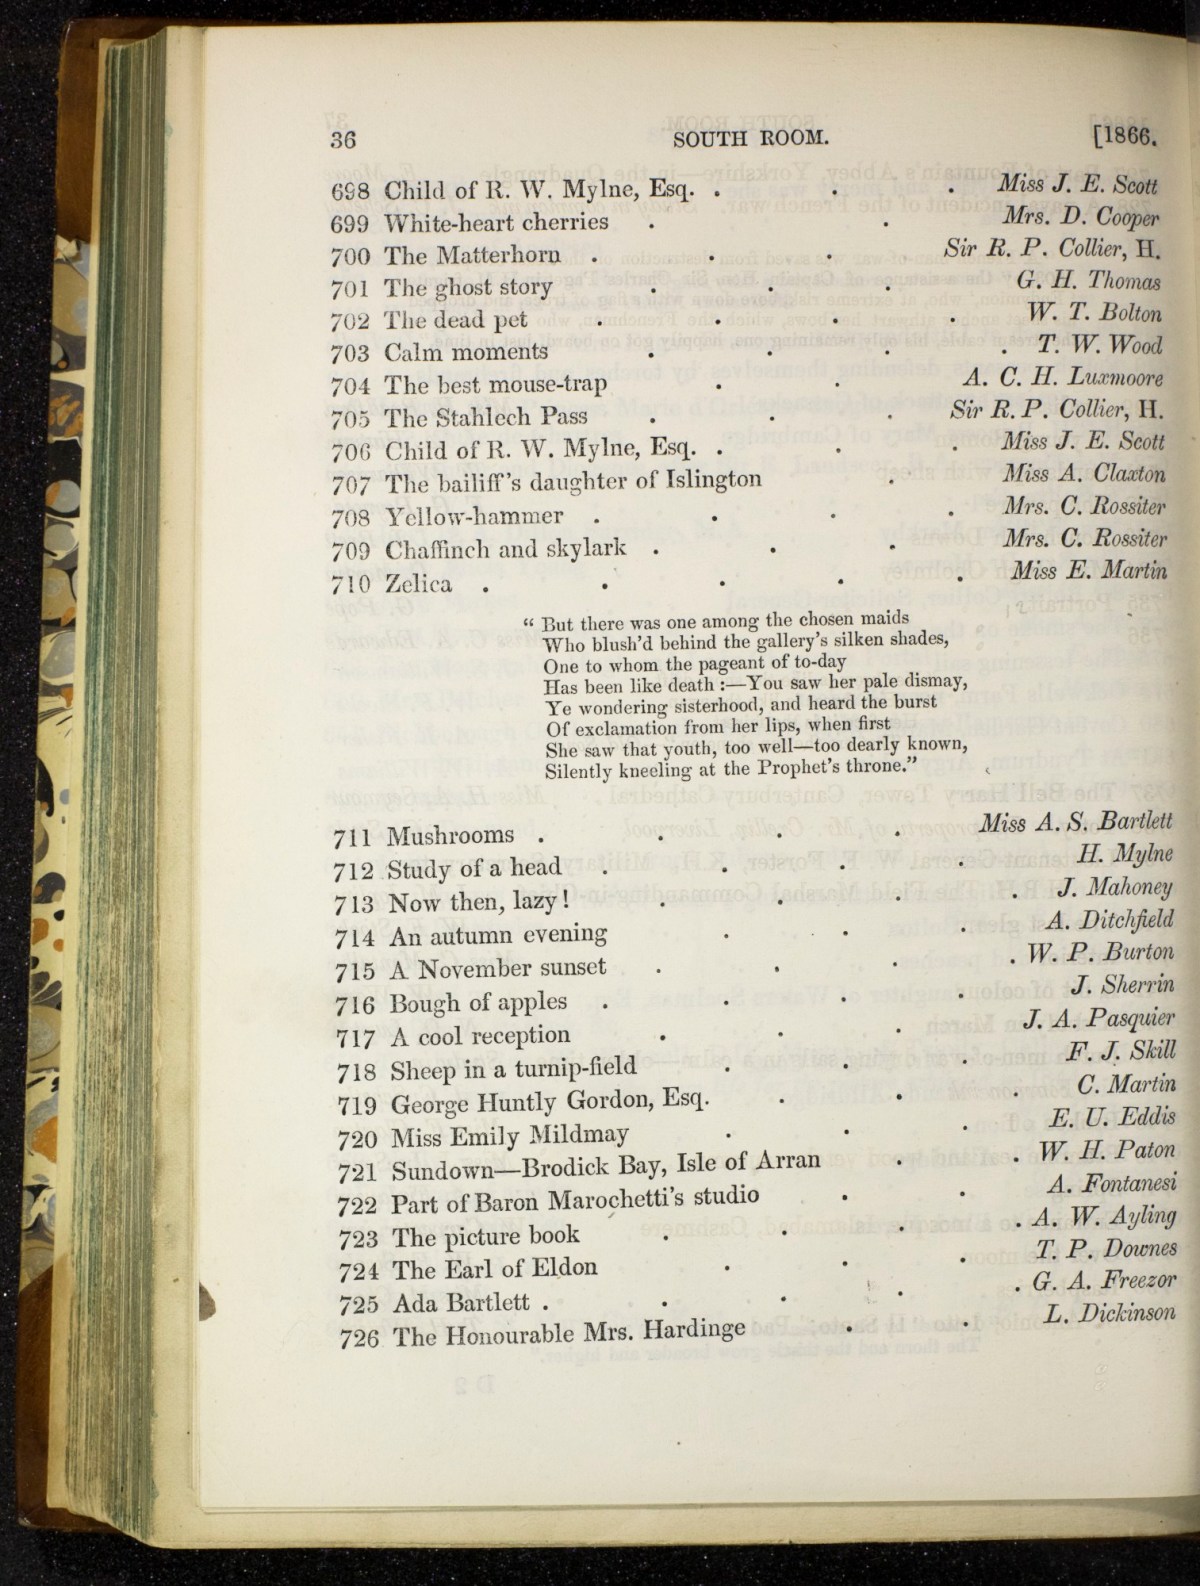 36 SOUTH ROOM. [1866.
698 Child of R. W. Mylne, Esq. . . . Miss J. E. Scott
699 White-heart cherries . . Mrs. D. Cooper
700 The Matterhorn . . . Sir R. P. Collier, H.
701 The ghost story . . . G. H. Thomas
702 The dead pet . . . . W. T. Bolton
703 Calm moments . . . . T. W. Wood
704 The best mouse-trap . . A. C. H. Luxmoore
705 The Stahlech Pass . . . Sir R. P. Collier, H.
706 Child of R. W. Mylne, Esq. . . . Miss J. E. Scott
707 The bailiff's daughter of Islington . Miss A. Claxton
708 Yellow-hammer . . . . Mrs. C. Rossiter
709 Chaffinch and skylark . . . Mrs. C. Rossiter
710 Zelica . . . . . Miss E. Martin
“ But there was one among the chosen maids
Who blush'd behind the gallery's silken shades,
One to whom the pageant of to-day
Has been like death :—You saw her pale dismay,
Ye wondering sisterhood, and heard the burst
Of exclamation from her lips, when first
She saw that youth, too well—too dearly known,
Silently kneeling at the Prophet's throne.”
711 Mushrooms . . . . Miss A. S. Bartlett
712 Study of a head . . . . H. Mylne
713 Now then, lazy! . . . . J. Mahoney
714 An autumn evening . . . A. Ditchfield
715 A November sunset . . . . W. P. Burton
716 Bough of apples . . . . J. Sherrin
717 A cool reception . . . J. A. Pasquier
718 Sheep in a turnip-field . . . F. J. Skill
719 George Huntly Gordon, Esq. . . . C. Martin
720 Miss Emily Mildmay . . . E. U. Eddis
721 Sundown—Brodick Bay, Isle of Arran . . W. H. Paton
722 Part of Baron Marochetti's studio . . A. Fontanesi
723 The picture book . . . . A. W. Ayling
724 The Earl of Eldon . . . T. P. Downes
725 Ada Bartlett . . . . . G. A. Freezor
726 The Honourable Mrs. Hardinge . . L. Dickinson